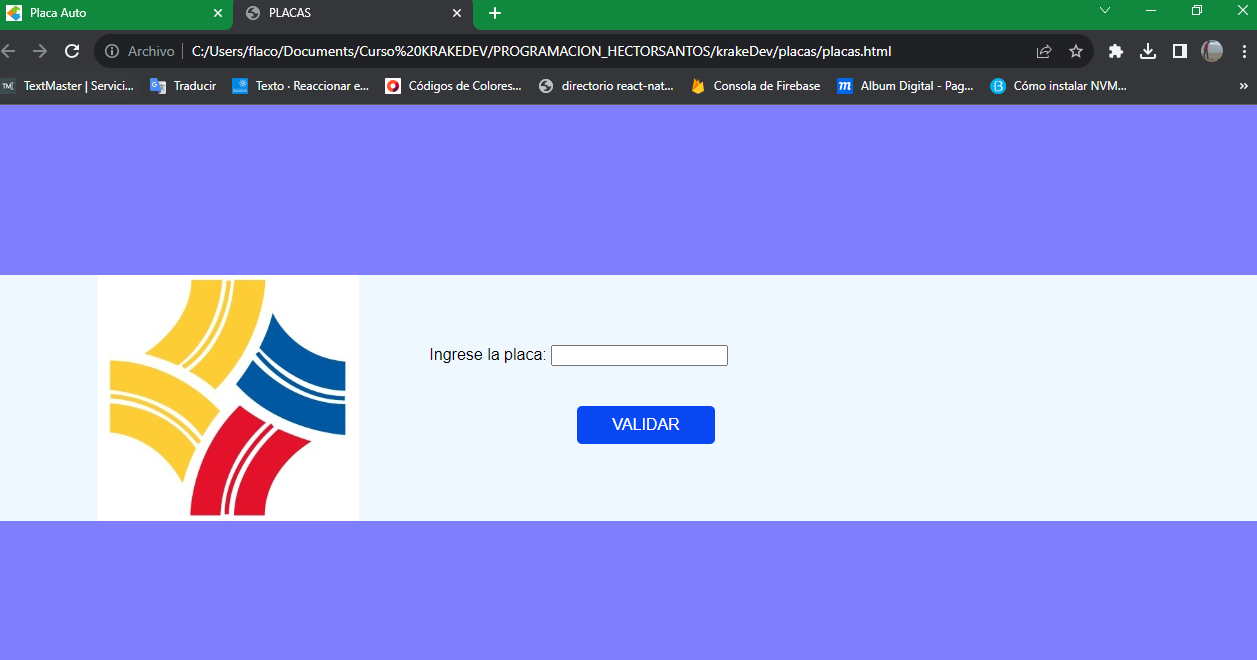 Placa Auto
PLACAS
Archivo C:/Users/flaco/Documents/Curso%20KRAKEDEV/PROGRAMACION_HECTORSANTOS/krakeDev/placas/placas.html
TM TextMaster | Servici... Traducir Texto · Reaccionar e... Códigos de Colores... directorio react-nat... Consola de Firebase m Album Digital - Pag... B Cómo instalar NVM... »
Ingrese la placa:
VALIDAR